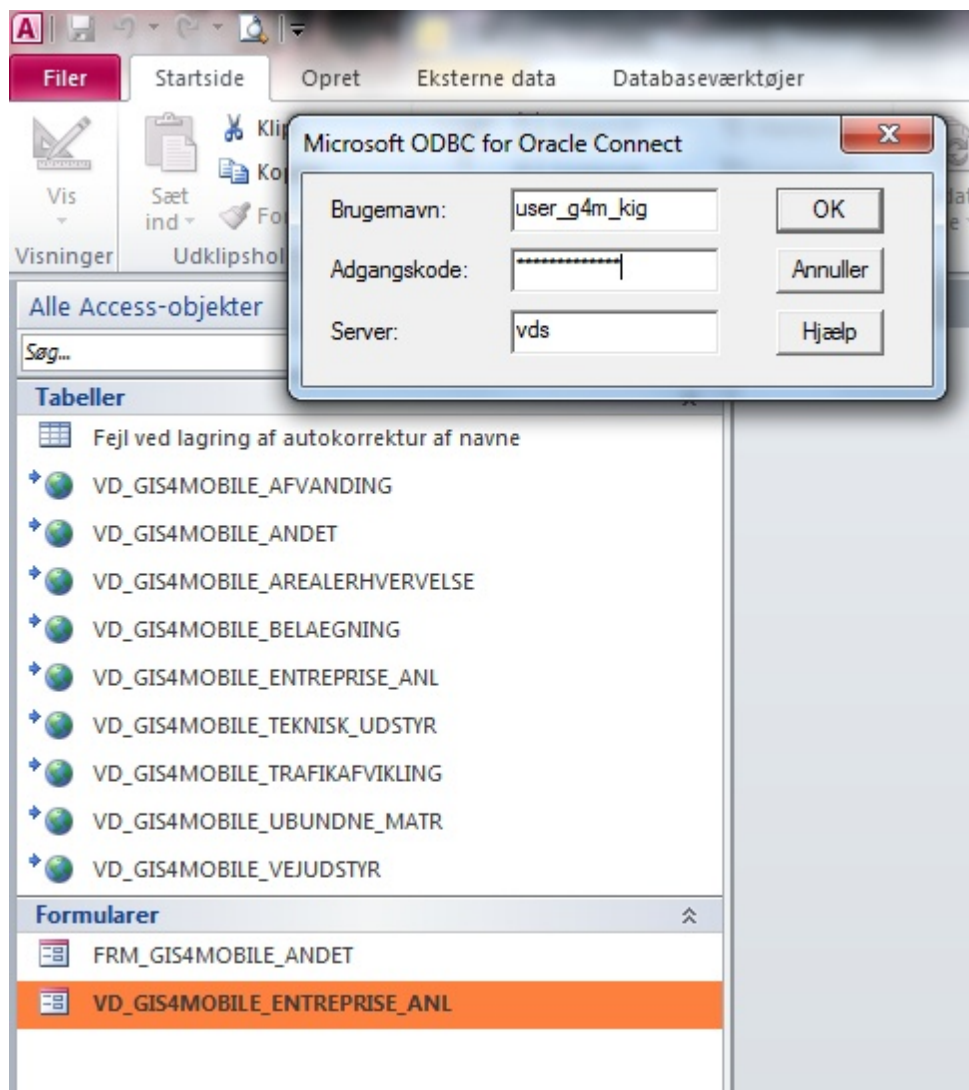 A
Filer Startside Opret Eksterne data Databaseværktøjer
Microsoft ODBC for Oracle Connect
Brugernavn: user_g4m_kig OK
Adgangskode: ************* Annuller
Server: vds Hjælp
Vis
Sæt
ind
Visninger
Alle Access-objekter
Søg...
Tabeller
Fejl ved lagring af autokorrektur af navne
VD_GIS4MOBILE_AFVANDING
VD_GIS4MOBILE_ANDET
VD_GIS4MOBILE_AREALERHVERVELSE
VD_GIS4MOBILE_BELAEGNING
VD_GIS4MOBILE_ENTREPRISE_ANL
VD_GIS4MOBILE_TEKNISK_UDSTYR
VD_GIS4MOBILE_TRAFIKAFVIKLING
VD_GIS4MOBILE_UBUNDNE_MATR
VD_GIS4MOBILE_VEJUDSTYR
Formularer
FRM_GIS4MOBILE_ANDET
VD_GIS4MOBILE_ENTREPRISE_ANL